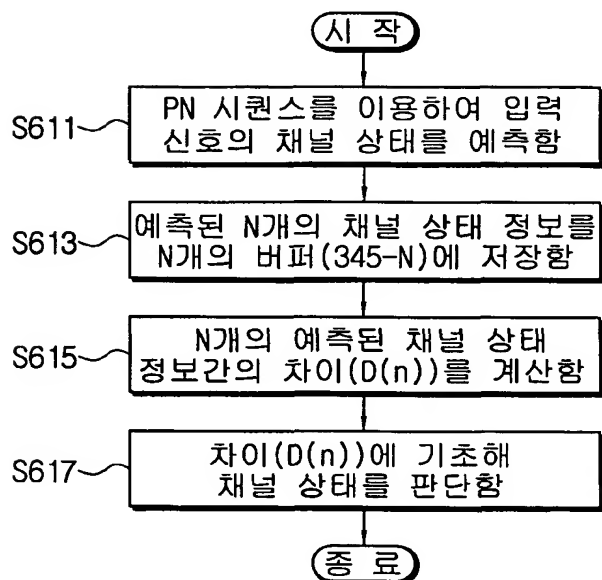 시 작
S611
PN 시퀀스를 이용하여 입력
신호의 채널 상태를 예측함
S613
예측된 N개의 채널 상태 정보를
N개의 버퍼(345-N)에 저장함
S615
N개의 예측된 채널 상태
정보간의 차이(D(n))를 계산함
S617
차이(D(n))에 기초해
채널 상태를 판단함
종 료